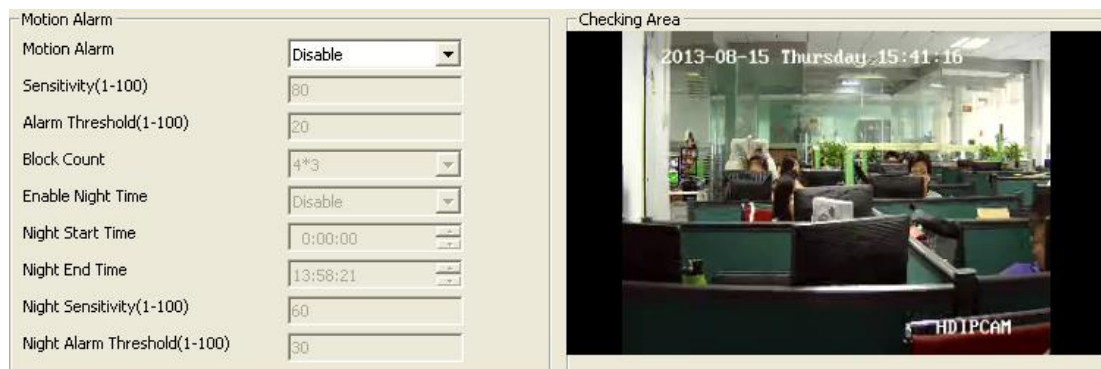 Motion Alarm
Motion Alarm Disable
Sensitivity(1-100) 80
Alarm Threshold(1-100) 20
Block Count 4*3
Enable Night Time Disable
Night Start Time 0:00:00
Night End Time 13:58:21
Night Sensitivity(1-100) 60
Night Alarm Threshold(1-100) 30
Checking Area
2013-08-15 Thursday 15:41:16
HDIPCAM